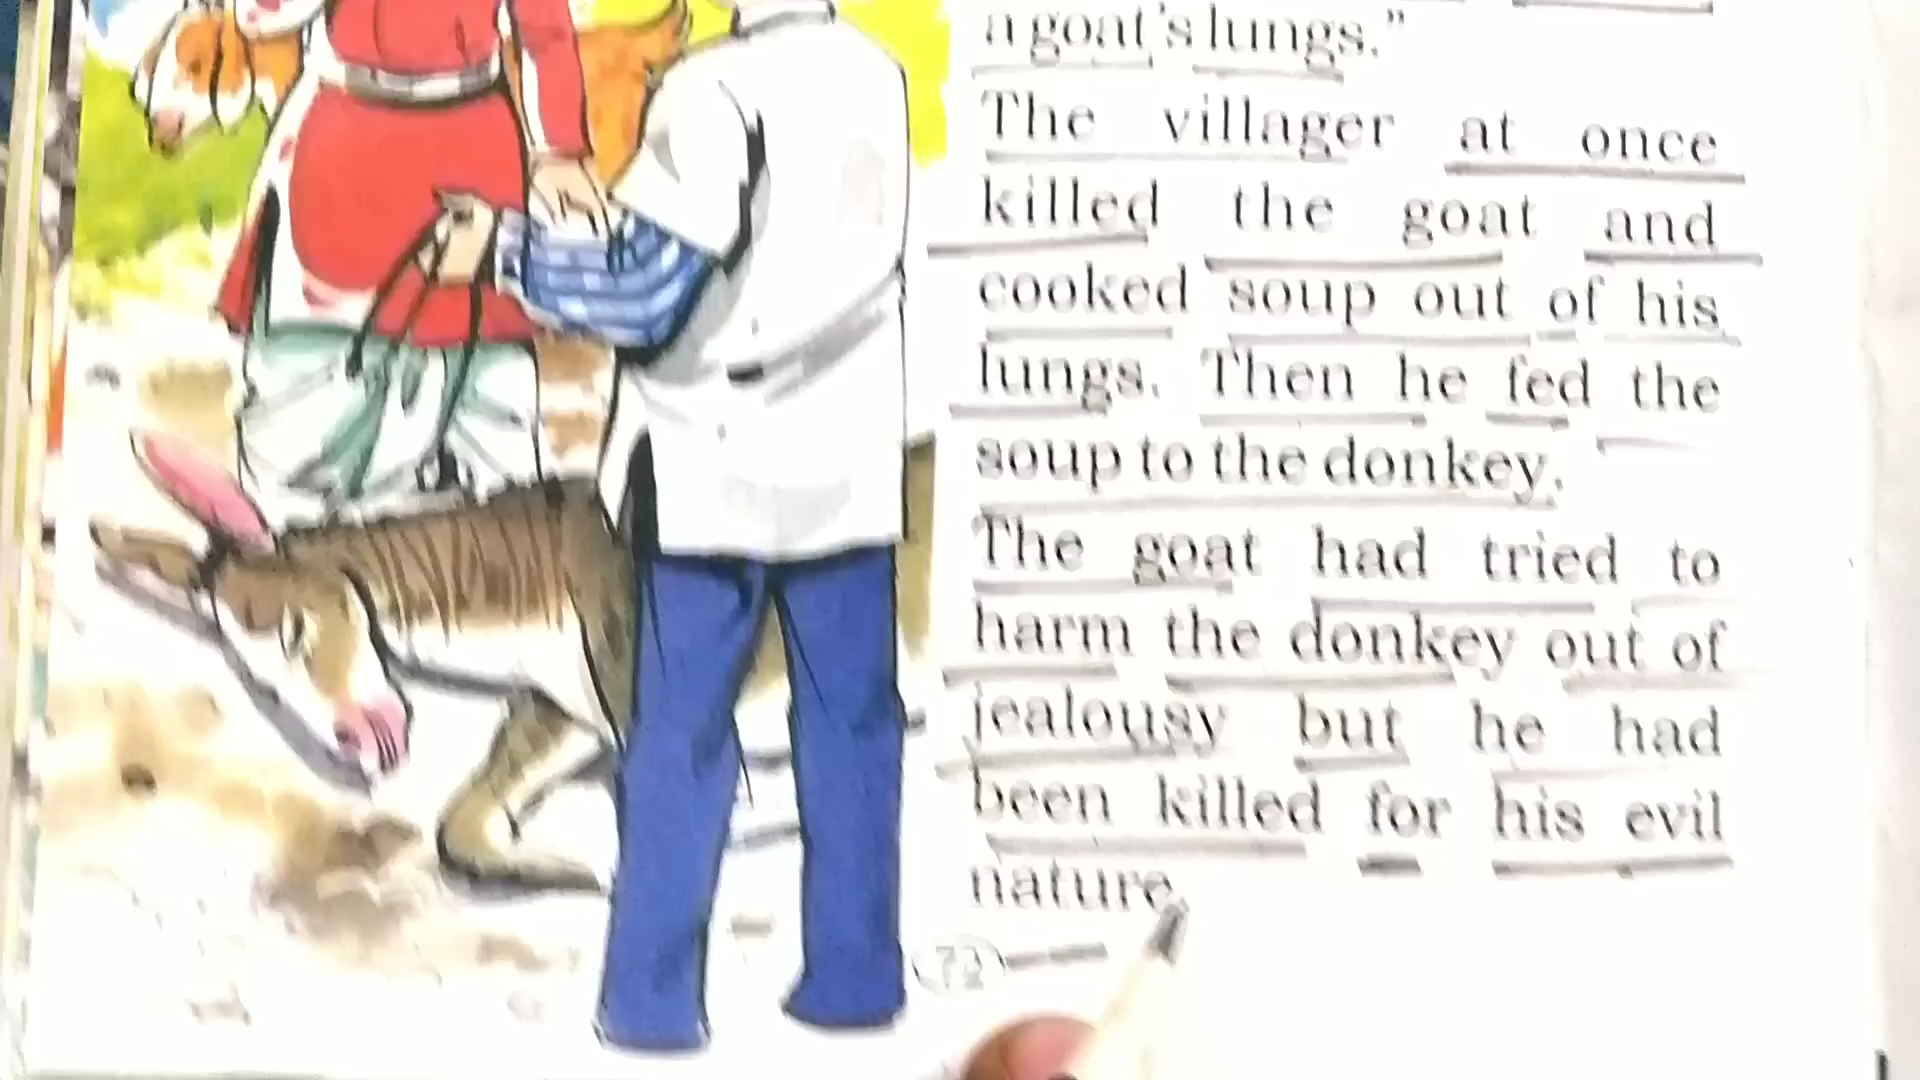 a goat's lungs."
The villager at once
killed the goat and
cooked soup out of his
lungs. Then he fed the
soup to the donkey.
The goat had tried to
harm the donkey out of
jealousy but he had
been killed for his evil
nature.
72